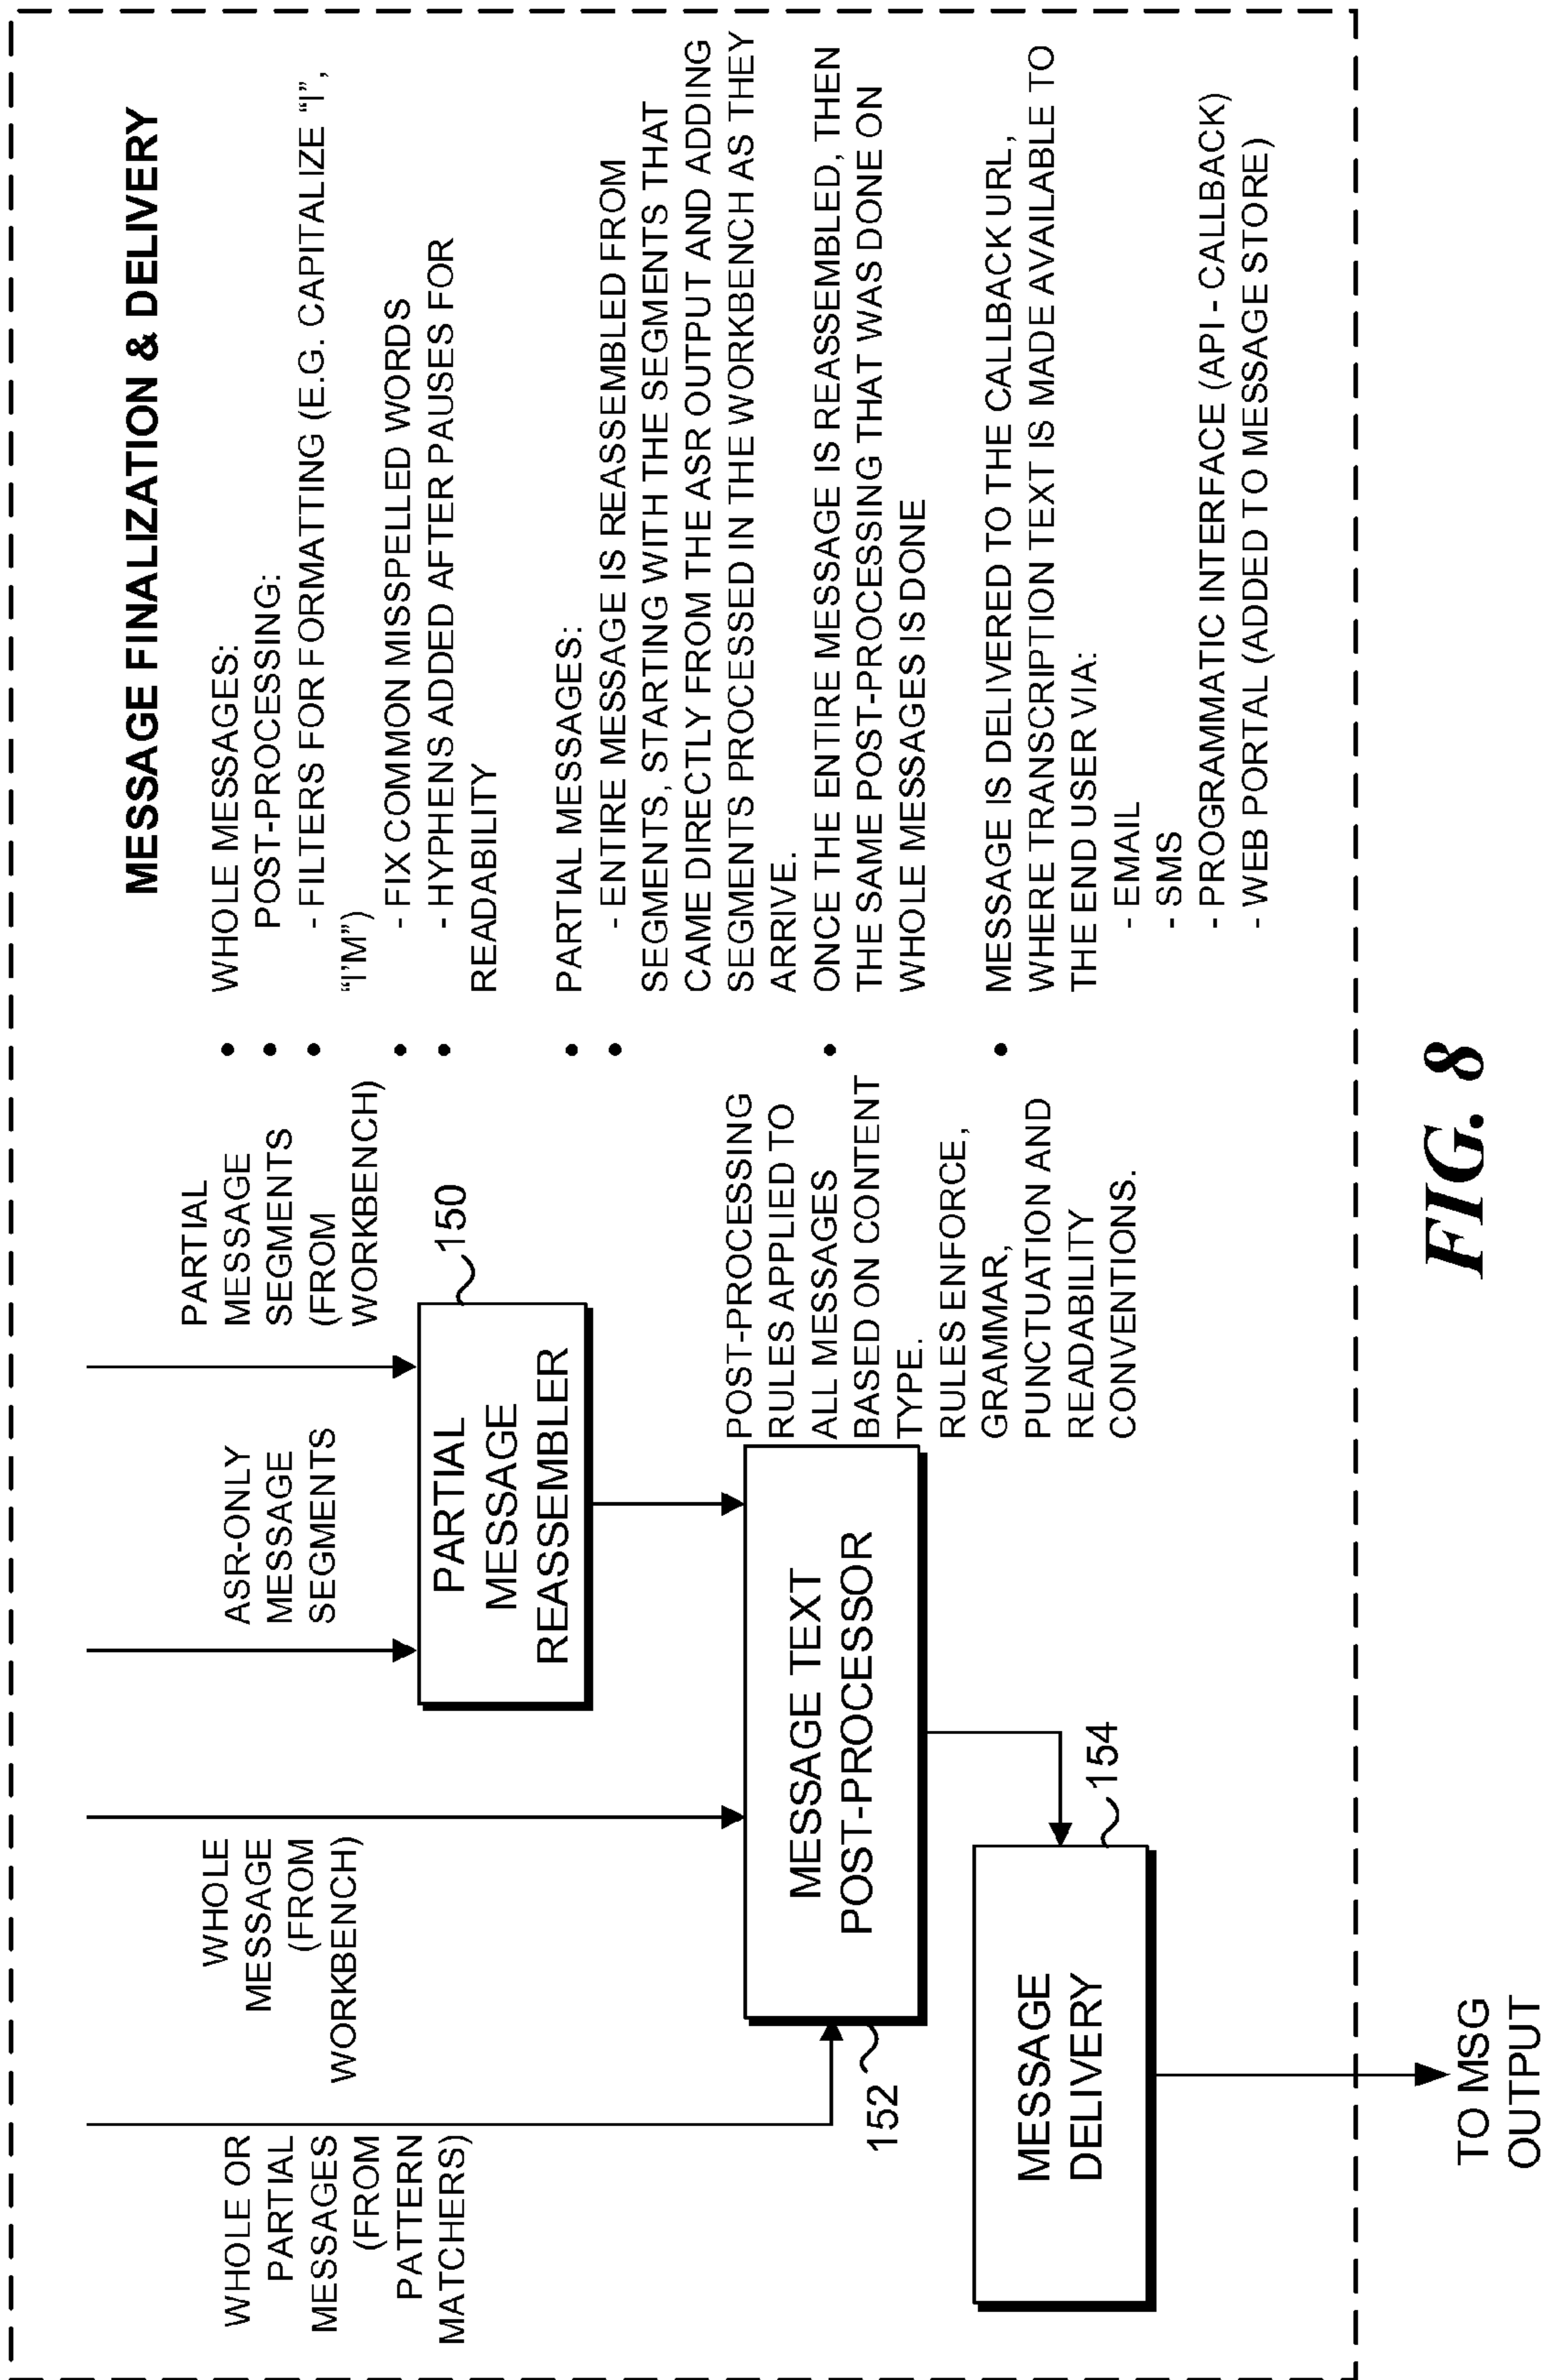 WHOLE OR
PARTIAL
MESSAGES
(FROM
PATTERN
MATCHERS)
WHOLE
MESSAGE
(FROM
WORKBENCH)
ASR-ONLY
MESSAGE
SEGMENTS
PARTIAL
MESSAGE
SEGMENTS
(FROM
WORKBENCH)
150
PARTIAL
MESSAGE
REASSEMBLER
152
MESSAGE TEXT
POST-PROCESSOR
POST-PROCESSING
RULES APPLIED TO
ALL MESSAGES
BASED ON CONTENT
TYPE.
RULES ENFORCE,
GRAMMAR,
PUNCTUATION AND
READABILITY
CONVENTIONS.
154
MESSAGE
DELIVERY
TO MSG
OUTPUT
MESSAGE FINALIZATION & DELIVERY
• WHOLE MESSAGES:
• POST-PROCESSING:
• - FILTERS FOR FORMATTING (E.G. CAPITALIZE "I",
"I'M")
• - FIX COMMON MISSPELLED WORDS
• - HYPHENS ADDED AFTER PAUSES FOR
READABILITY
• PARTIAL MESSAGES:
• - ENTIRE MESSAGE IS REASSEMBLED FROM
SEGMENTS, STARTING WITH THE SEGMENTS THAT
CAME DIRECTLY FROM THE ASR OUTPUT AND ADDING
SEGMENTS PROCESSED IN THE WORKBENCH AS THEY
ARRIVE.
• ONCE THE ENTIRE MESSAGE IS REASSEMBLED, THEN
THE SAME POST-PROCESSING THAT WAS DONE ON
WHOLE MESSAGES IS DONE
• MESSAGE IS DELIVERED TO THE CALLBACK URL,
WHERE TRANSCRIPTION TEXT IS MADE AVAILABLE TO
THE END USER VIA:
- EMAIL
- SMS
- PROGRAMMATIC INTERFACE (API - CALLBACK)
- WEB PORTAL (ADDED TO MESSAGE STORE)
FIG. 8